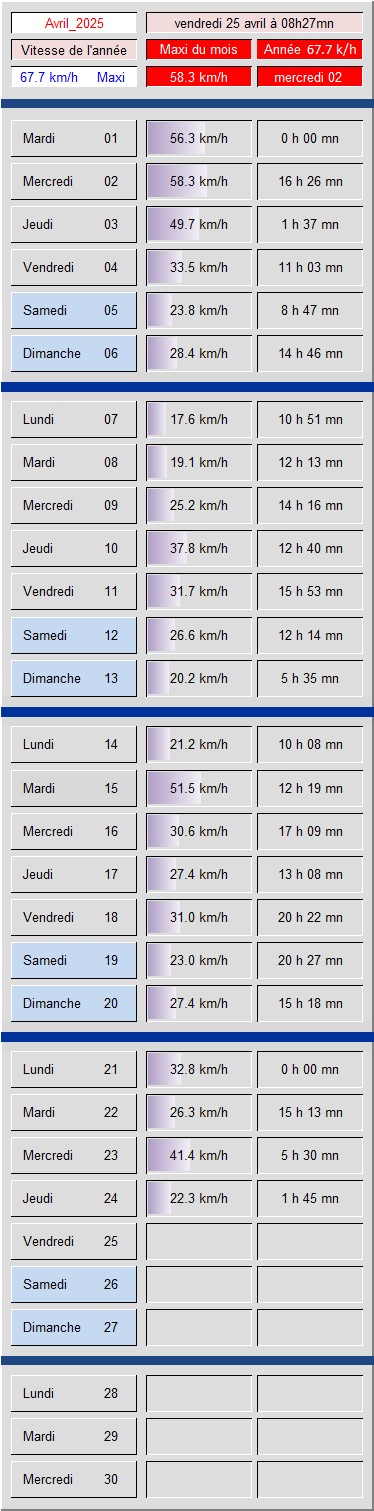 Avril_2025 vendredi 25 avril à 08h27mn
Vitesse de l'année Maxi du mois Année 67.7 k/h
67.7 km/h Maxi 58.3 km/h mercredi 02
Mardi 01 56.3 km/h 0 h 00 mn
Mercredi 02 58.3 km/h 16 h 26 mn
Jeudi 03 49.7 km/h 1 h 37 mn
Vendredi 04 33.5 km/h 11 h 03 mn
Samedi 05 23.8 km/h 8 h 47 mn
Dimanche 06 28.4 km/h 14 h 46 mn
Lundi 07 17.6 km/h 10 h 51 mn
Mardi 08 19.1 km/h 12 h 13 mn
Mercredi 09 25.2 km/h 14 h 16 mn
Jeudi 10 37.8 km/h 12 h 40 mn
Vendredi 11 31.7 km/h 15 h 53 mn
Samedi 12 26.6 km/h 12 h 14 mn
Dimanche 13 20.2 km/h 5 h 35 mn
Lundi 14 21.2 km/h 10 h 08 mn
Mardi 15 51.5 km/h 12 h 19 mn
Mercredi 16 30.6 km/h 17 h 09 mn
Jeudi 17 27.4 km/h 13 h 08 mn
Vendredi 18 31.0 km/h 20 h 22 mn
Samedi 19 23.0 km/h 20 h 27 mn
Dimanche 20 27.4 km/h 15 h 18 mn
Lundi 21 32.8 km/h 0 h 00 mn
Mardi 22 26.3 km/h 15 h 13 mn
Mercredi 23 41.4 km/h 5 h 30 mn
Jeudi 24 22.3 km/h 1 h 45 mn
Vendredi 25
Samedi 26
Dimanche 27
Lundi 28
Mardi 29
Mercredi 30